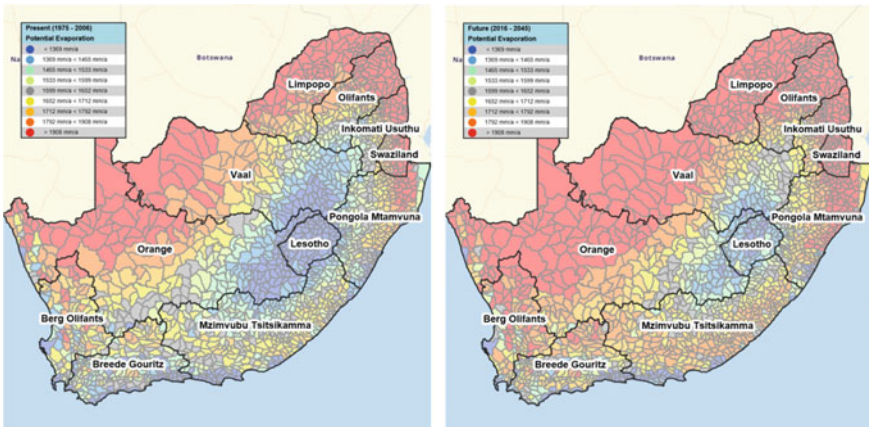 Present (1975 - 2006)
Potential Evaporation
< 1369 mm/a
1369 mm/a < 1465 mm/a
1465 mm/a < 1533 mm/a
1533 mm/a < 1599 mm/a
1599 mm/a < 1652 mm/a
1652 mm/a < 1712 mm/a
1712 mm/a < 1792 mm/a
1792 mm/a < 1908 mm/a
> 1908 mm/a
Na
Botswana
Limpopo
Olifants
Inkomati Usuthu
Swaziland
Vaal
Pongola Mtamvuna
Lesotho
Orange
Berg Olifants
Mzimvubu Tsitsikamma
Breede Gouritz
Future (2016 - 2045)
Potential Evaporation
< 1369 mm/a
1369 mm/a < 1465 mm/a
1465 mm/a < 1533 mm/a
1533 mm/a < 1599 mm/a
1599 mm/a < 1652 mm/a
1652 mm/a < 1712 mm/a
1712 mm/a < 1792 mm/a
1792 mm/a < 1908 mm/a
> 1908 mm/a
Na
Botswana
Limpopo
Olifants
Inkomati Usuthu
Swaziland
Vaal
Pongola Mtamvuna
Lesotho
Orange
Berg Olifants
Mzimvubu Tsitsikamma
Breede Gouritz